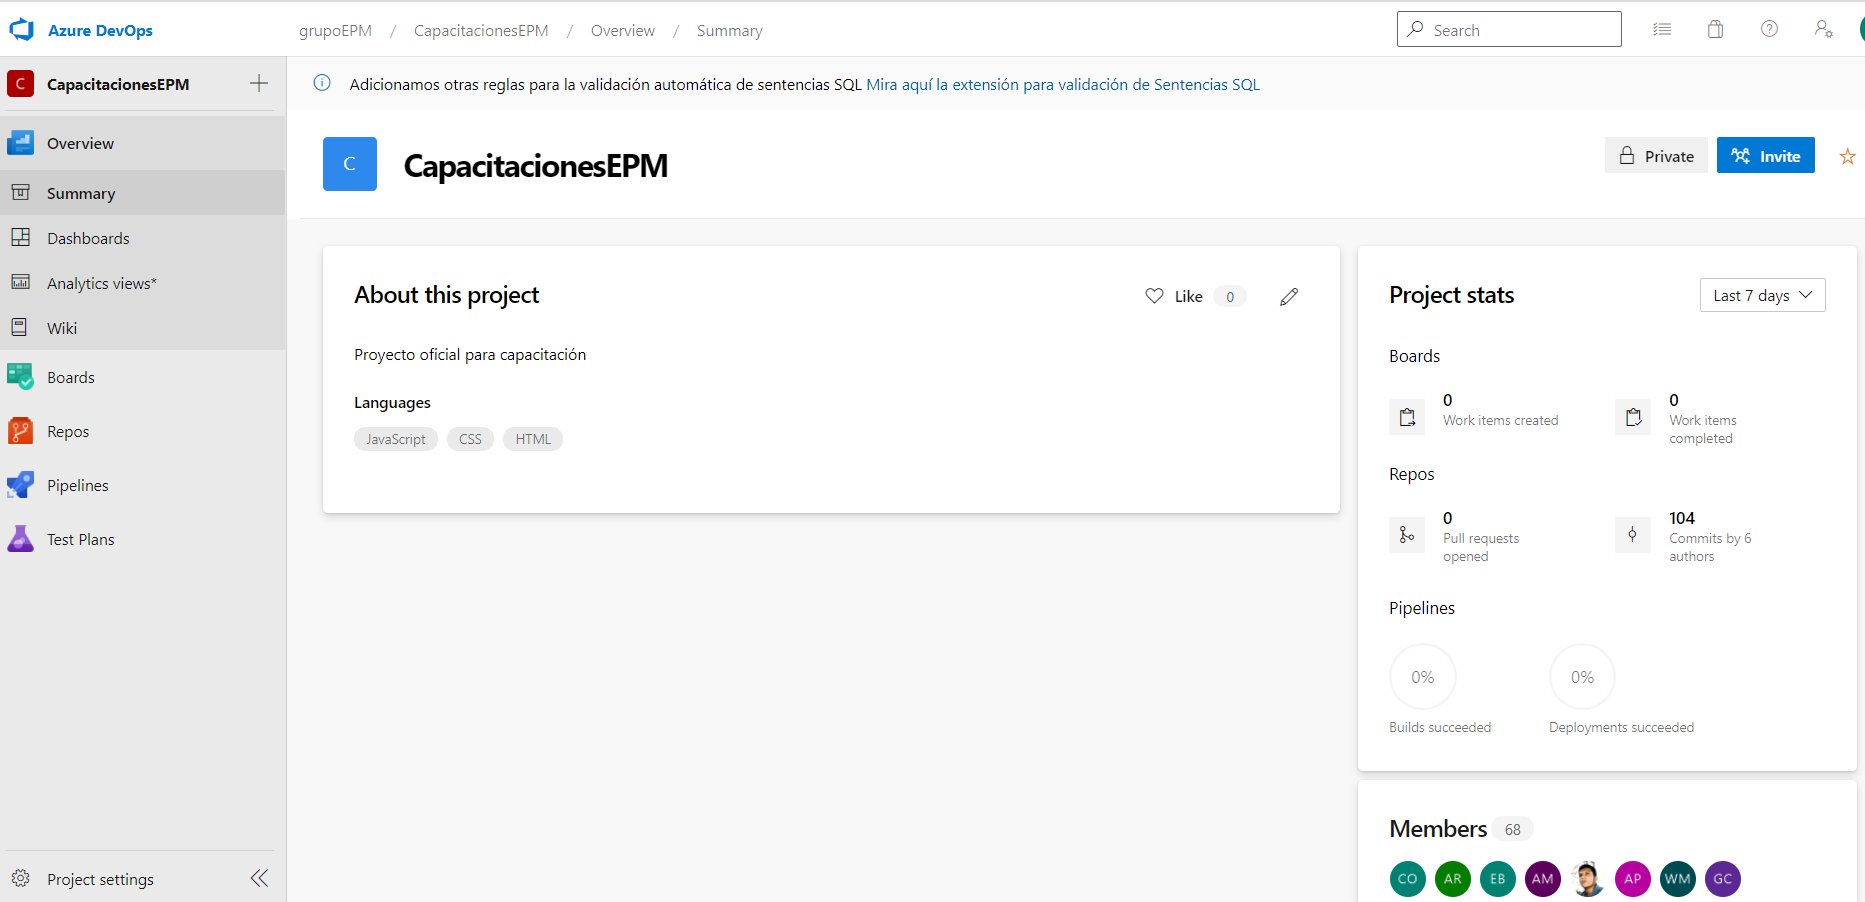 Azure DevOps
grupoEPM / CapacitacionesEPM / Overview / Summary
Search
C CapacitacionesEPM
Overview
Summary
Dashboards
Analytics views*
Wiki
Boards
Repos
Pipelines
Test Plans
Project settings
Adicionamos otras reglas para la validación automática de sentencias SQL Mira aquí la extensión para validación de Sentencias SQL
C CapacitacionesEPM
Private
Invite
About this project
Like 0
Proyecto oficial para capacitación
Languages
JavaScript CSS HTML
Project stats
Last 7 days
Boards
0
Work items created
0
Work items
completed
Repos
0
Pull requests
opened
104
Commits by 6
authors
Pipelines
0%
Builds succeeded
0%
Deployments succeeded
Members 68
CO AR EB AM AP WM GC